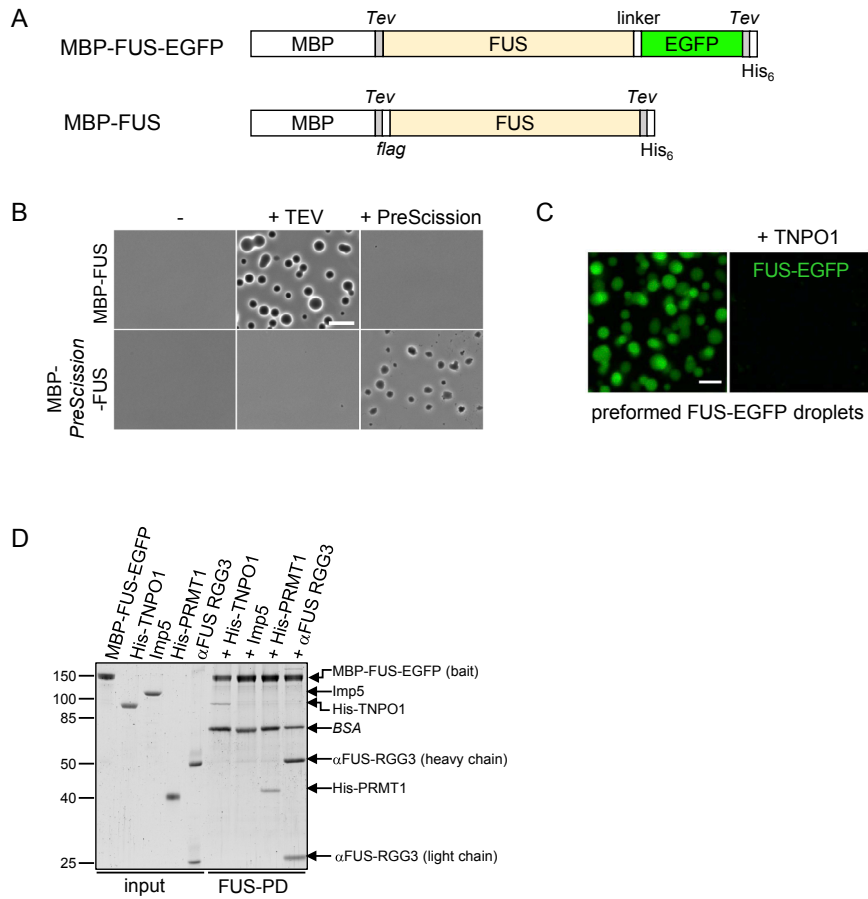 A
Tev linker Tev
MBP-FUS-EGFP MBP FUS EGFP
His6
Tev Tev
MBP-FUS MBP FUS
flag His6
B
- + TEV + PreScission
MBP-FUS
MBP-
PreScission
-FUS
C
+ TNPO1
FUS-EGFP
preformed FUS-EGFP droplets
D
MBP-FUS-EGFP
His-TNPO1
Imp5
His-PRMT1
αFUS RGG3
+ His-TNPO1
+ Imp5
+ His-PRMT1
+ αFUS RGG3
150
100
85
50
40
25
MBP-FUS-EGFP (bait)
Imp5
His-TNPO1
BSA
αFUS-RGG3 (heavy chain)
His-PRMT1
αFUS-RGG3 (light chain)
input FUS-PD